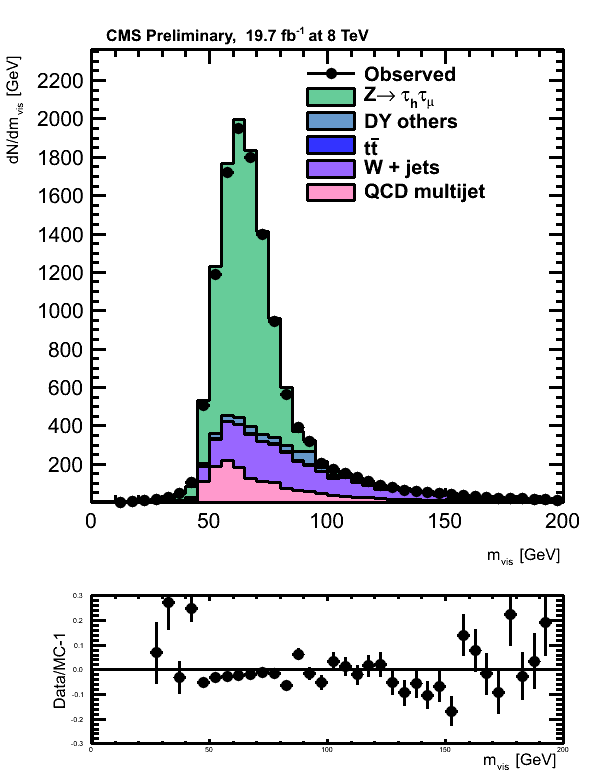 CMS Preliminary, 19.7 fb⁻¹ at 8 TeV
dN/dm_vis [GeV]
2200
2000
1800
1600
1400
1200
1000
800
600
400
200
Observed
Z→ τ_hτ_μ
DY others
tt̄
W + jets
QCD multijet
0 50 100 150 200
m_vis [GeV]
Data/MC-1
0.3
0.2
0.1
0.0
-0.1
-0.2
-0.3
0 50 100 150 200
m_vis [GeV]